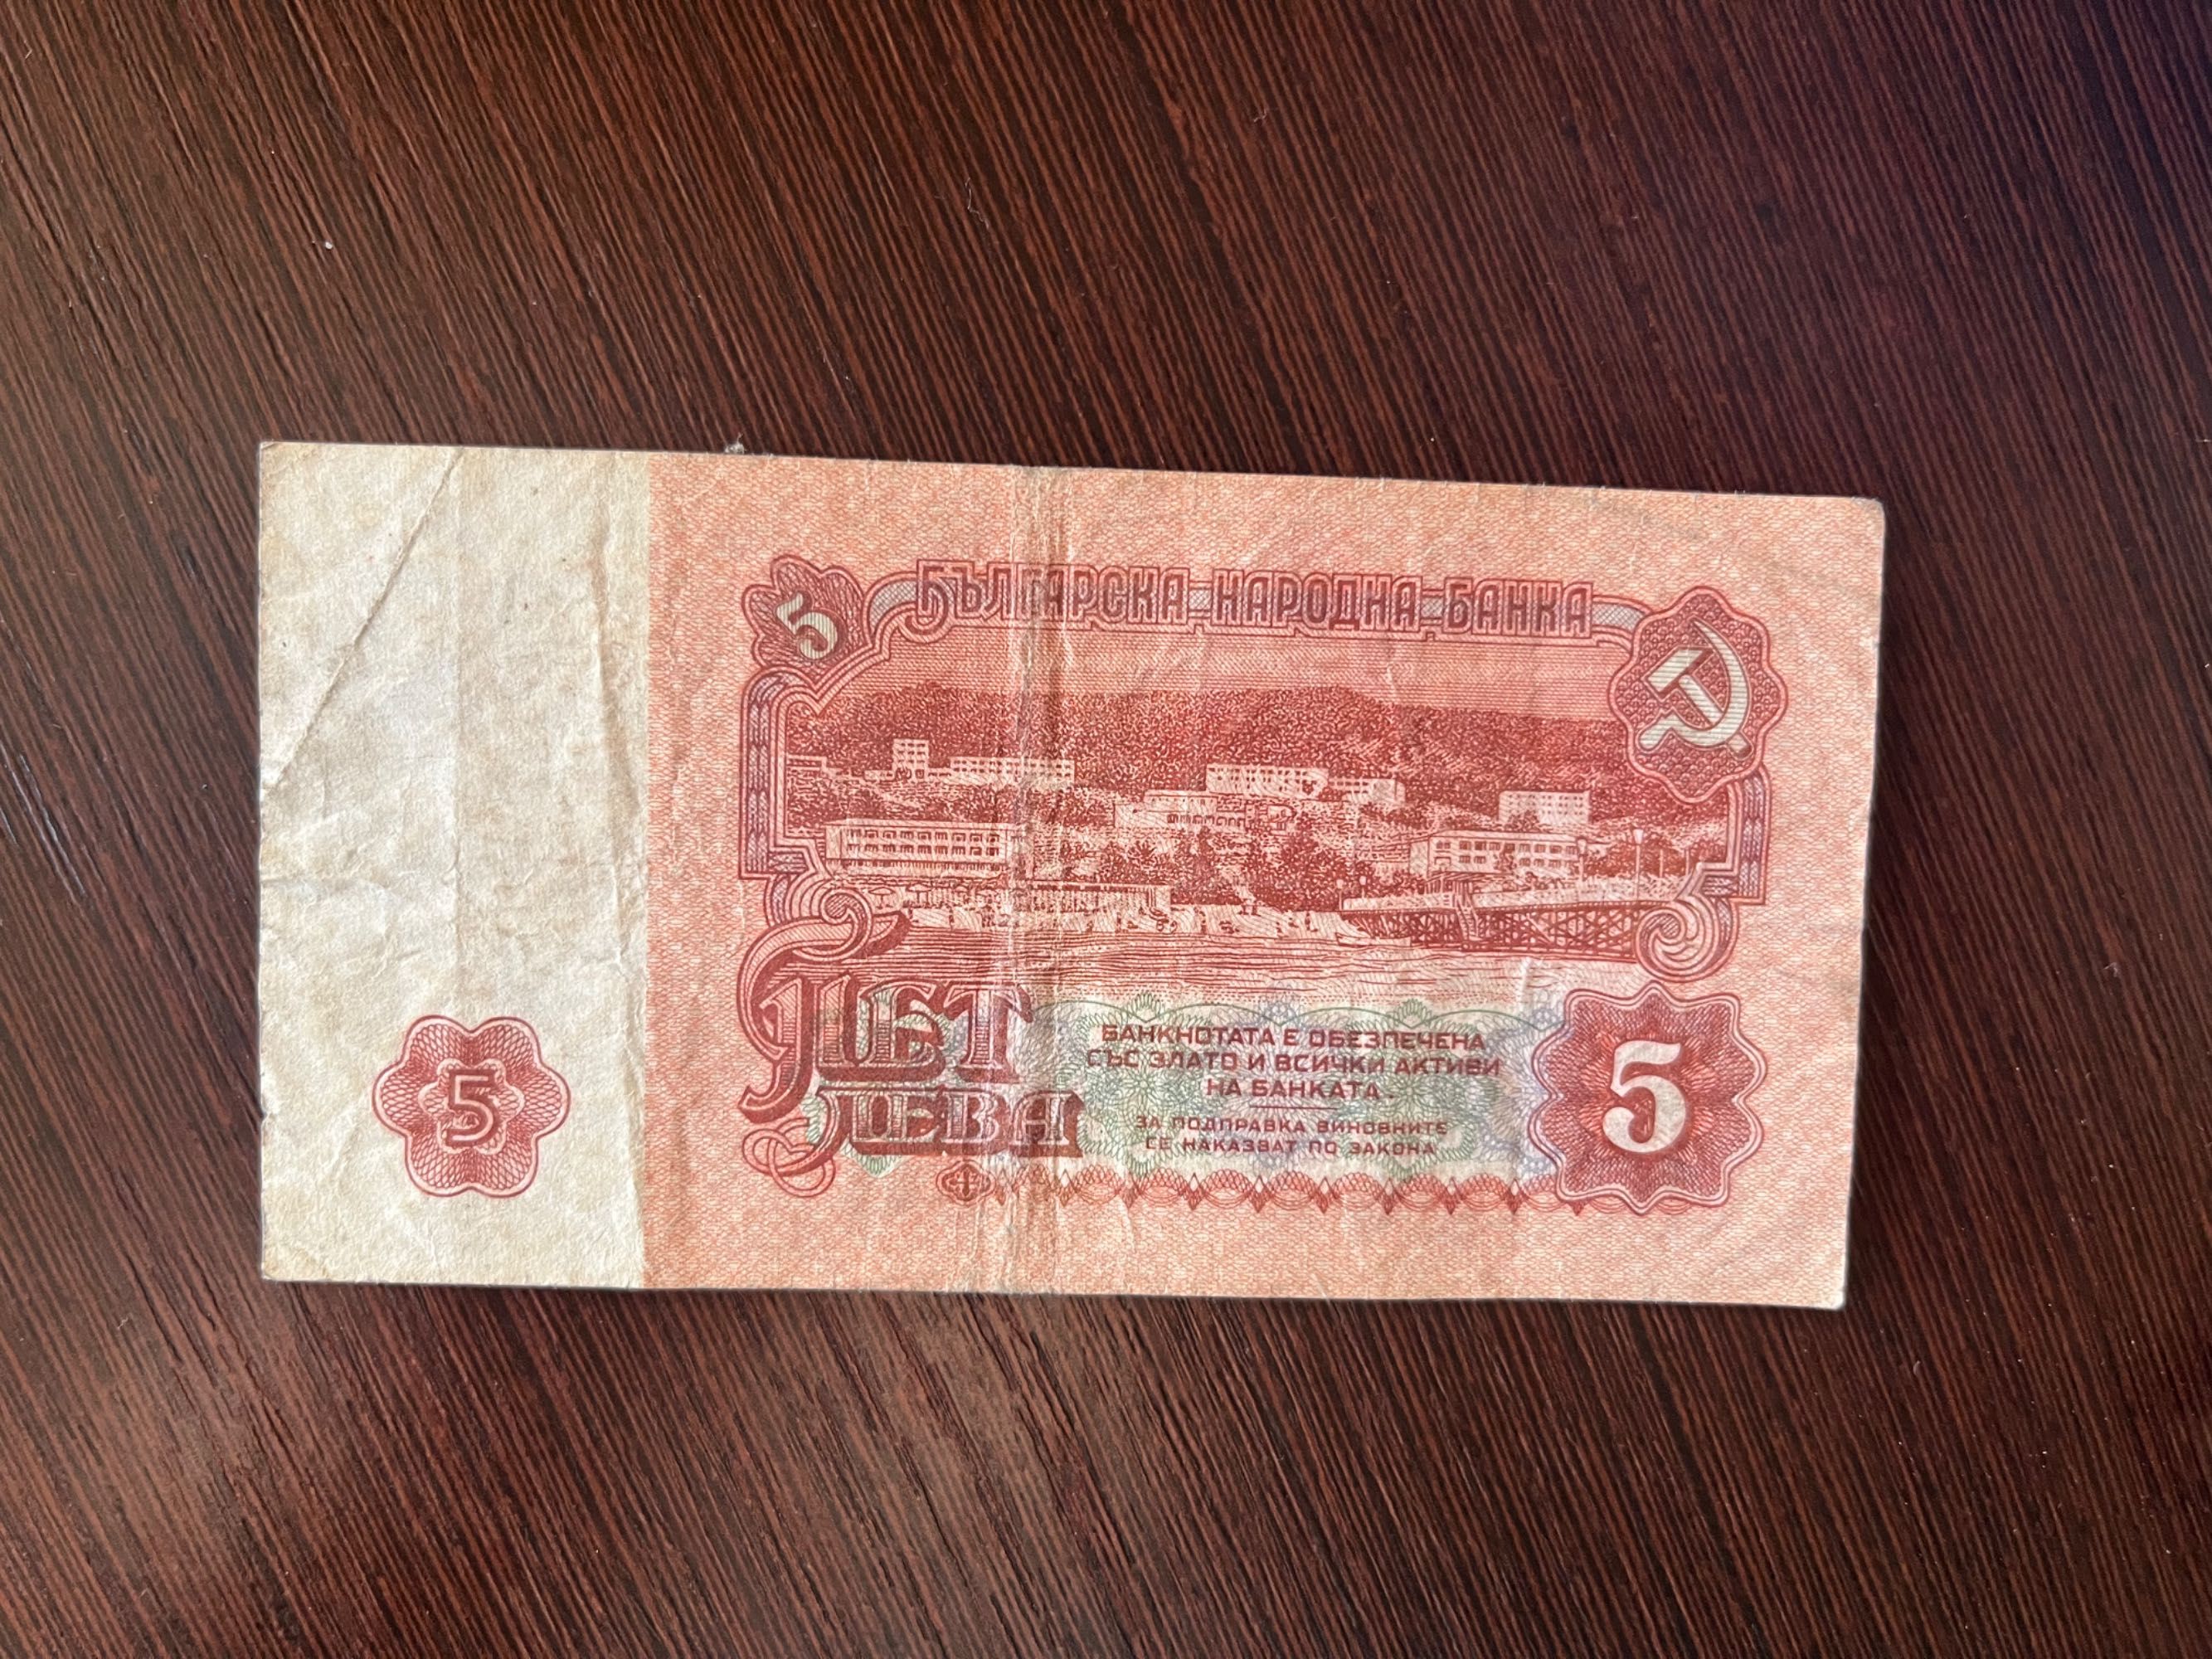 5
БЪЛГАРСКА НАРОДНА БАНКА
ПЕТ
ЛЕВА
БАНКНОТАТА Е ОБЕЗПЕЧЕНА
СЪС ЗЛАТО И ВСИЧКИ АКТИВИ
НА БАНКАТА.
ЗА ПОДПРАВКА ВИНОВНИТЕ
СЕ НАКАЗВАТ ПО ЗАКОНА
5
5